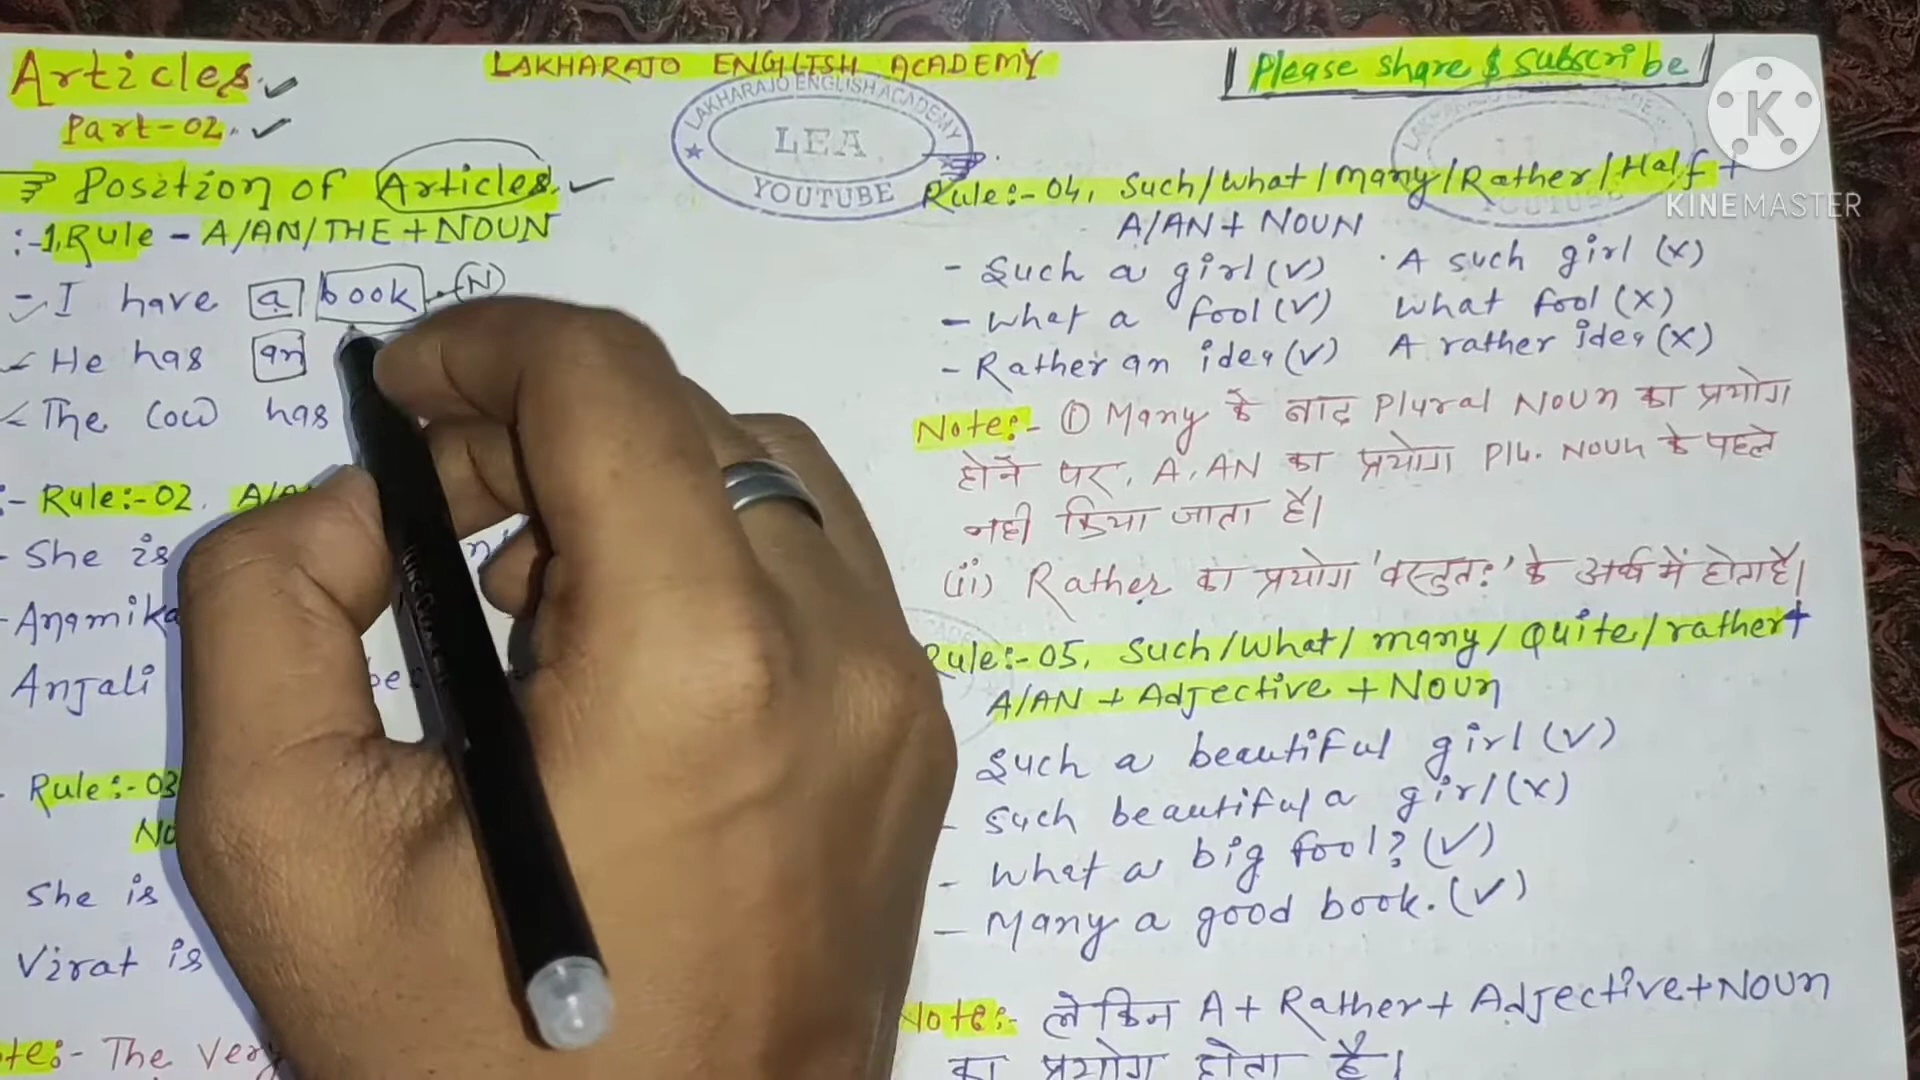 Articles
Part-02
LAKHARAJO ENGLISH ACADEMY
Please share & subscribe
LAKHARAJO ENGLISH ACADEMY
LEA
YOUTUBE
K
KINEMASTER
Position of Articles
:-1, Rule - A/AN/THE + NOUN
- I have a book N
He has an
The Cow has
:- Rule:-02.
- She is
- Anamika
Anjali
- Rule:-03
She is
Virat is
The Very
Rule:-04, Such/what/many/Rather/Half +
A/AN + NOUN
- Such a girl (✓) A such girl (x)
- What a fool (✓) What fool (x)
- Rather an idea (✓) A rather idea (x)
Note:- ① Many के बाद Plural Noun का प्रयोग
होने पर, A, AN का प्रयोग Plu. Noun के पहले
नही किया जाता है।
(ii) Rather का प्रयोग 'वस्तुतः' के अर्थ में होता है।
Rule:-05, Such/what/many/Quite/rather+
A/AN + Adjective + Noun
Such a beautiful girl (✓)
- Such beautiful a girl (x)
- What a big fool? (✓)
- Many a good book. (✓)
Note:- लेकिन A + Rather + Adjective + Noun
का प्रयोग होता है।